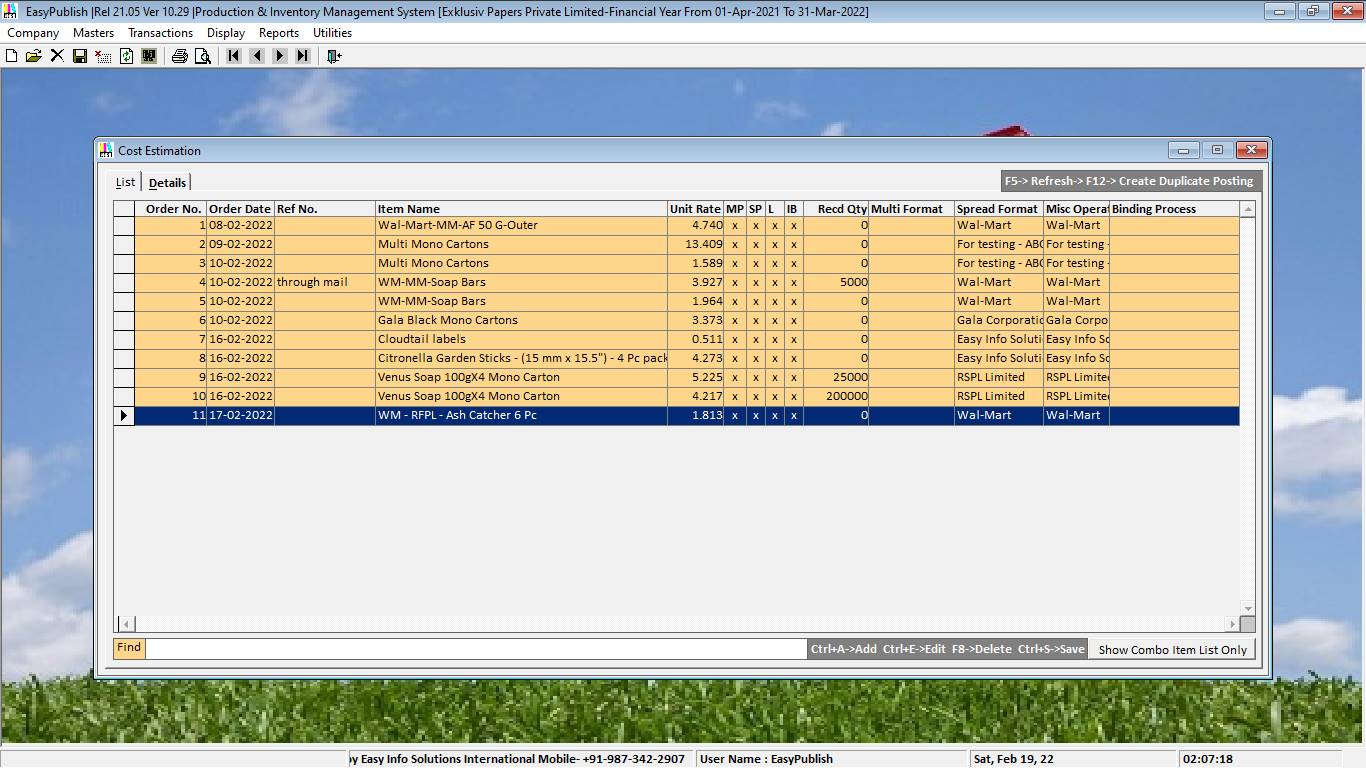 EasyPublish |Rel 21.05 Ver 10.29 |Production & Inventory Management System [Exklusiv Papers Private Limited-Financial Year From 01-Apr-2021 To 31-Mar-2022]
Company Masters Transactions Display Reports Utilities
Cost Estimation
List Details F5-> Refresh-> F12-> Create Duplicate Posting
Order No. Order Date Ref No. Item Name Unit Rate MP SP L IB Recd Qty Multi Format Spread Format Misc Operat Binding Process
1 08-02-2022 Wal-Mart-MM-AF 50 G-Outer 4.740 x x x x 0 Wal-Mart Wal-Mart
2 09-02-2022 Multi Mono Cartons 13.409 x x x x 0 For testing - ABC For testing -
3 10-02-2022 Multi Mono Cartons 1.589 x x x x 0 For testing - ABC For testing -
4 10-02-2022 through mail WM-MM-Soap Bars 3.927 x x x x 5000 Wal-Mart Wal-Mart
5 10-02-2022 WM-MM-Soap Bars 1.964 x x x x 0 Wal-Mart Wal-Mart
6 10-02-2022 Gala Black Mono Cartons 3.373 x x x x 0 Gala Corporatic Gala Corpo
7 16-02-2022 Cloudtail labels 0.511 x x x x 0 Easy Info Soluti Easy Info So
8 16-02-2022 Citronella Garden Sticks - (15 mm x 15.5") - 4 Pc pack 4.273 x x x x 0 Easy Info Soluti Easy Info So
9 16-02-2022 Venus Soap 100gX4 Mono Carton 5.225 x x x x 25000 RSPL Limited RSPL Limite
10 16-02-2022 Venus Soap 100gX4 Mono Carton 4.217 x x x x 200000 RSPL Limited RSPL Limite
11 17-02-2022 WM - RFPL - Ash Catcher 6 Pc 1.813 x x x x 0 Wal-Mart Wal-Mart
Find Ctrl+A->Add Ctrl+E->Edit F8->Delete Ctrl+S->Save Show Combo Item List Only
y Easy Info Solutions International Mobile- +91-987-342-2907 User Name : EasyPublish Sat, Feb 19, 22 02:07:18